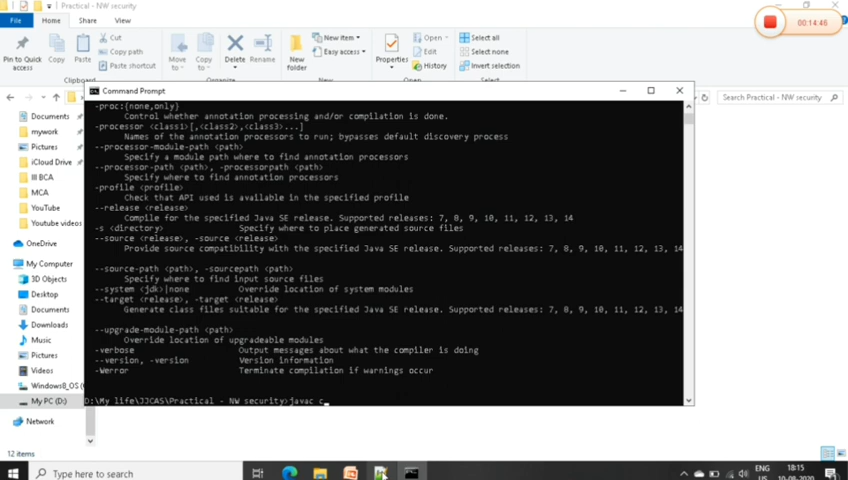 Practical - NW security
File
Home
Share
View
Pin to Quick access
Copy
Paste
Cut
Copy path
Paste shortcut
Clipboard
Move to
Copy to
Delete
Rename
New folder
New item
Easy access
Properties
Open
Edit
History
Select all
Select none
Invert selection
00:14:46
Search Practical - NW security
Documents
mywork
Pictures
iCloud Drive
III BCA
MCA
YouTube
Youtube videos
OneDrive
My Computer
3D Objects
Desktop
Documents
Downloads
Music
Pictures
Videos
Windows8_OS (
My PC (D:)
Network
12 items
Command Prompt
-proc:{none,only}
Control whether annotation processing and/or compilation is done.
-processor <class1>[,<class2>,<class3>...]
Names of the annotation processors to run; bypasses default discovery process
--processor-module-path <path>
Specify a module path where to find annotation processors
--processor-path <path>, -processorpath <path>
Specify where to find annotation processors
-profile <profile>
Check that API used is available in the specified profile
--release <release>
Compile for the specified Java SE release. Supported releases: 7, 8, 9, 10, 11, 12, 13, 14
-s <directory> Specify where to place generated source files
--source <release>, -source <release>
Provide source compatibility with the specified Java SE release. Supported releases: 7, 8, 9, 10, 11, 12, 13, 14
--source-path <path>, -sourcepath <path>
Specify where to find input source files
--system <jdk>|none Override location of system modules
--target <release>, -target <release>
Generate class files suitable for the specified Java SE release. Supported releases: 7, 8, 9, 10, 11, 12, 13, 14
--upgrade-module-path <path>
Override location of upgradeable modules
-verbose Output messages about what the compiler is doing
--version, -version Version information
-Werror Terminate compilation if warnings occur
D:\My life\JJCAS\Practical - NW security>javac c
Type here to search
ENG
US
18:15
10-08-2020